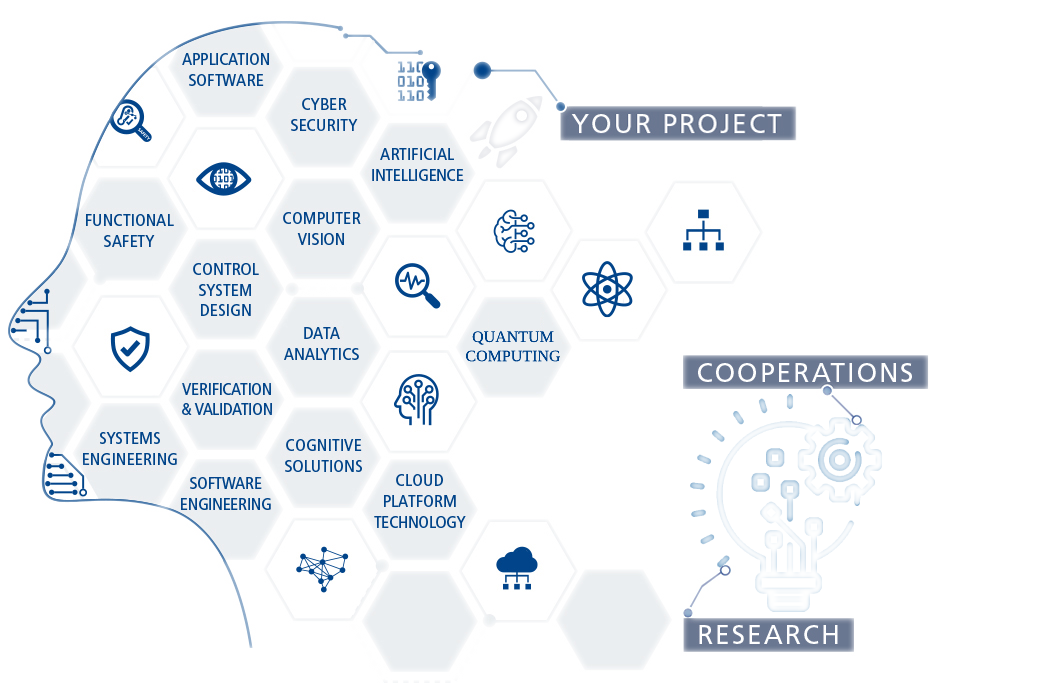 APPLICATION
SOFTWARE
CYBER
SECURITY
110
010
110
YOUR PROJECT
ARTIFICIAL
INTELLIGENCE
FUNCTIONAL
SAFETY
COMPUTER
VISION
CONTROL
SYSTEM
DESIGN
DATA
ANALYTICS
QUANTUM
COMPUTING
COOPERATIONS
VERIFICATION
& VALIDATION
SYSTEMS
ENGINEERING
COGNITIVE
SOLUTIONS
SOFTWARE
ENGINEERING
CLOUD
PLATFORM
TECHNOLOGY
RESEARCH